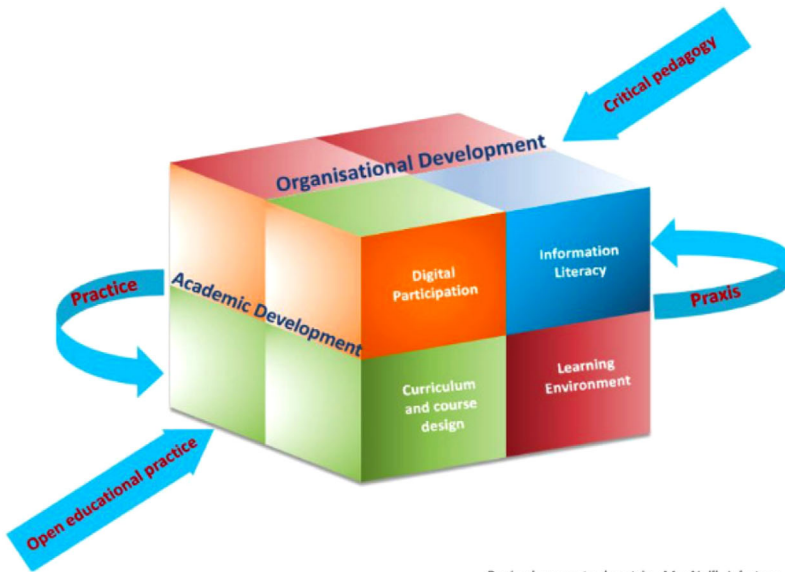 Critical pedagogy
Organisational Development
Digital
Participation
Information
Literacy
Practice
Academic Development
Praxis
Curriculum
and course
design
Learning
Environment
Open educational practice